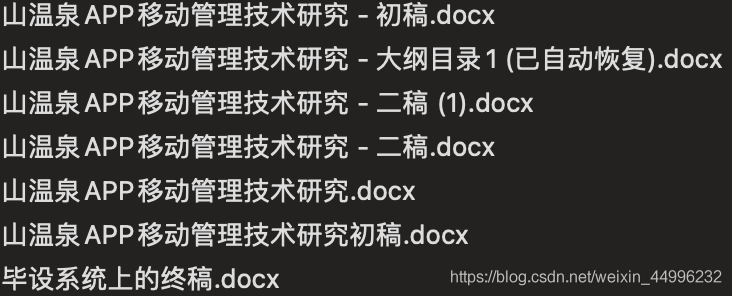 山温泉APP移动管理技术研究 - 初稿.docx
山温泉APP移动管理技术研究 - 大纲目录1 (已自动恢复).docx
山温泉APP移动管理技术研究 - 二稿 (1).docx
山温泉APP移动管理技术研究 - 二稿.docx
山温泉APP移动管理技术研究.docx
山温泉APP移动管理技术研究初稿.docx
毕设系统上的终稿.docx
https://blog.csdn.net/weixin_44996232